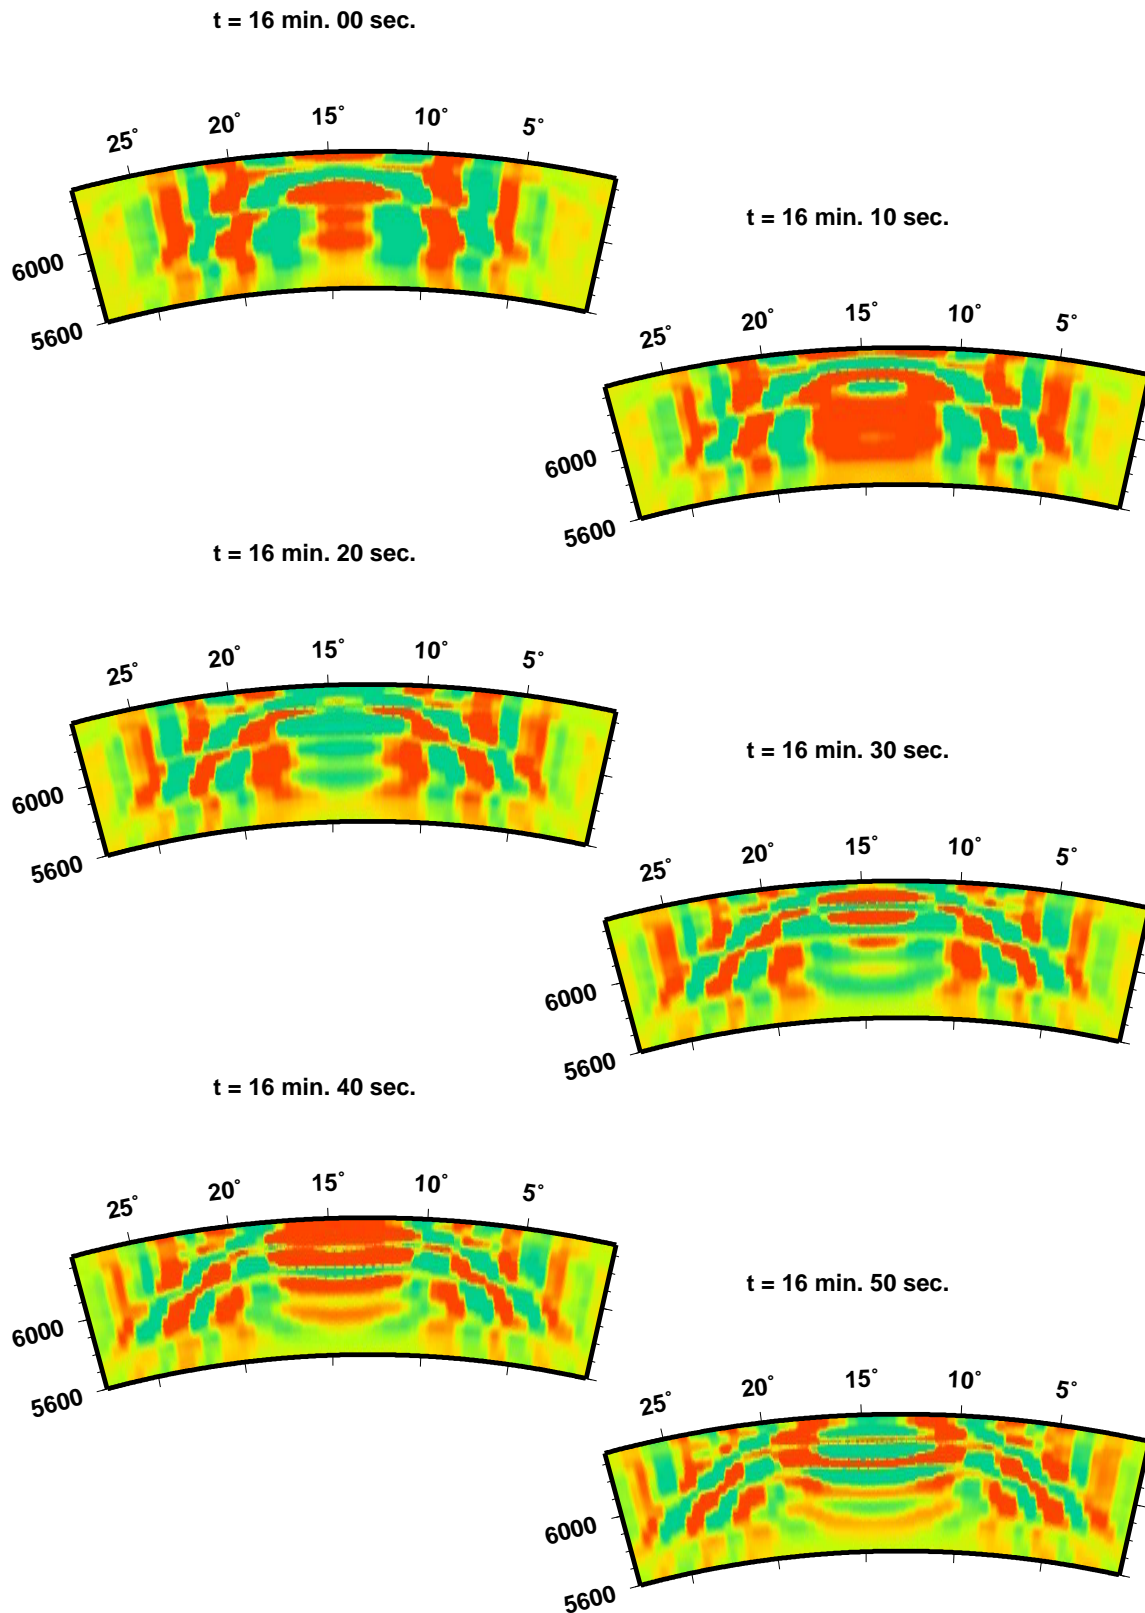 t = 16 min. 00 sec.
25° 20° 15° 10° 5°
6000
5600
t = 16 min. 10 sec.
25° 20° 15° 10° 5°
6000
5600
t = 16 min. 20 sec.
25° 20° 15° 10° 5°
6000
5600
t = 16 min. 30 sec.
25° 20° 15° 10° 5°
6000
5600
t = 16 min. 40 sec.
25° 20° 15° 10° 5°
6000
5600
t = 16 min. 50 sec.
25° 20° 15° 10° 5°
6000
5600